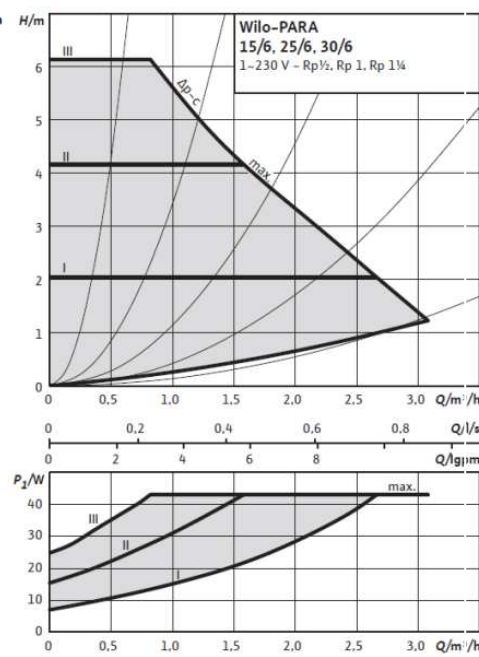 H/m
Wilo-PARA
15/6, 25/6, 30/6
1~230 V - Rp½, Rp 1, Rp 1¼
III
6
Δp-c
5
II
max.
4
3
I
2
1
0
0 0,5 1,0 1,5 2,0 2,5 3,0 Q/m³/h
0 0,2 0,4 0,6 0,8 Q/l/s
0 2 4 6 8 Q/Igpm
P₁/W
max.
40
III
30
II
20
I
10
0
0 0,5 1,0 1,5 2,0 2,5 3,0 Q/m³/h